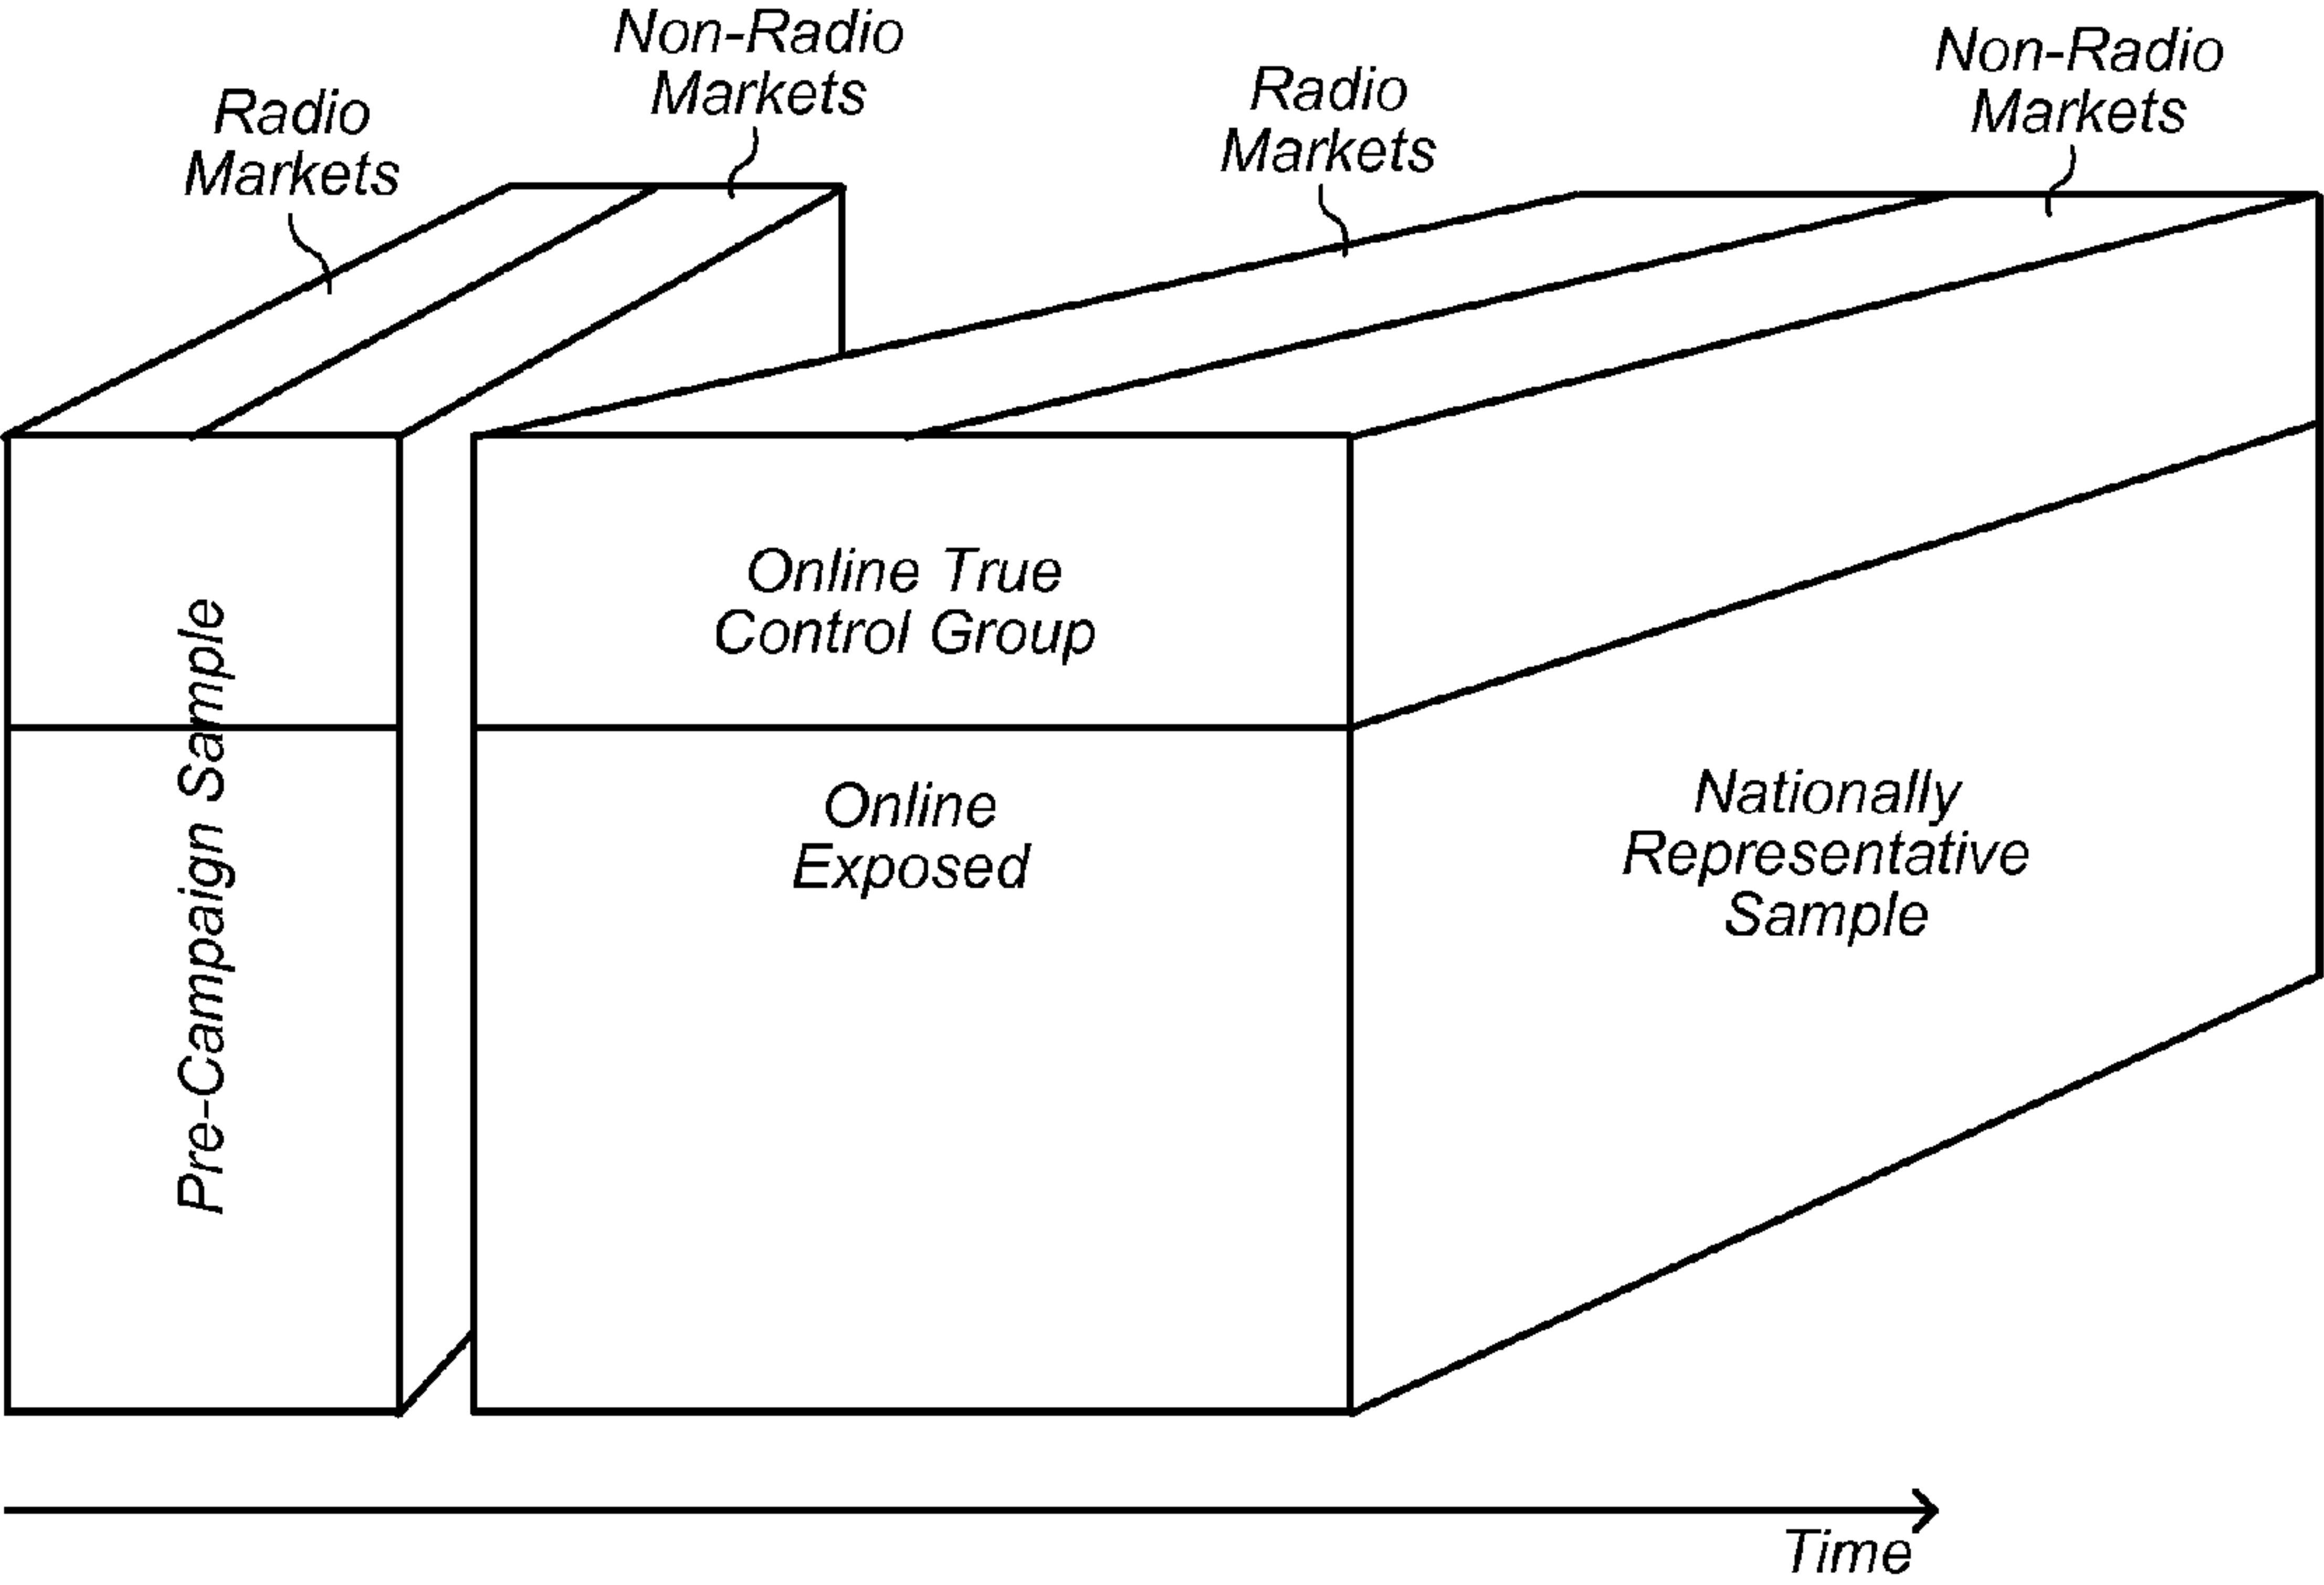 Radio
Markets
Non-Radio
Markets
Radio
Markets
Non-Radio
Markets
Pre-Campaign Sample
Online True
Control Group
Online
Exposed
Nationally
Representative
Sample
Time